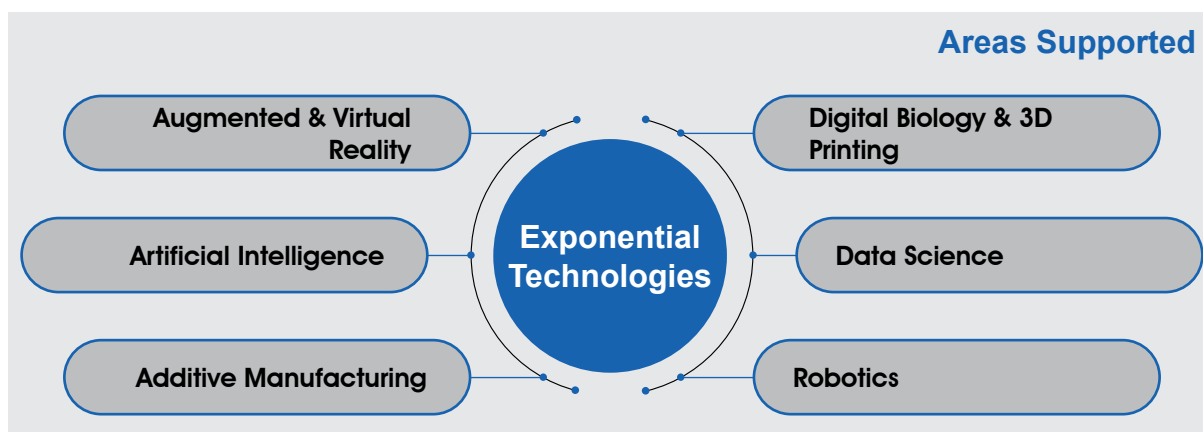 Areas Supported
Augmented & Virtual
Reality
Artificial Intelligence
Additive Manufacturing
Exponential
Technologies
Digital Biology & 3D
Printing
Data Science
Robotics